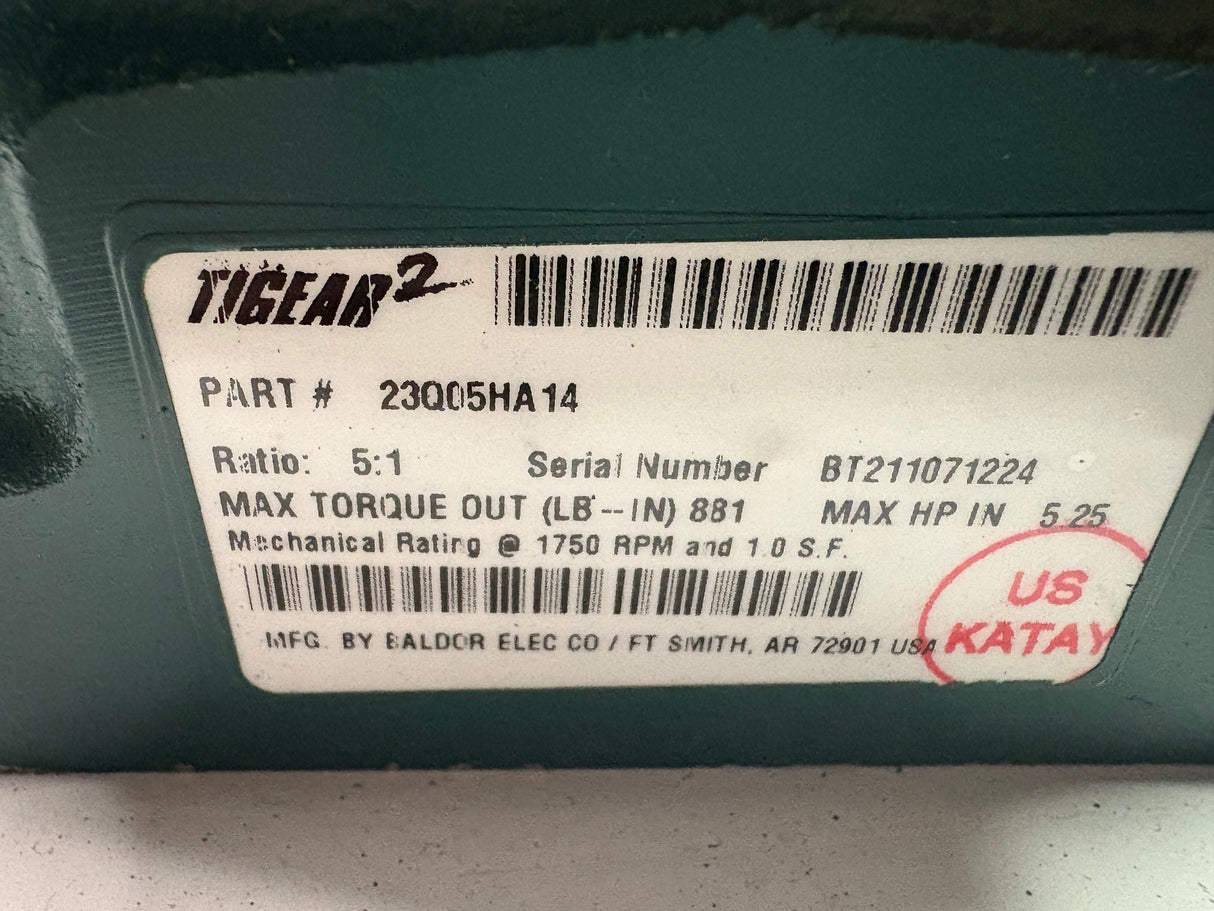 TIGEAR2
PART # 23Q05HA14
Ratio: 5:1 Serial Number BT211071224
MAX TORQUE OUT (LB--IN) 881 MAX HP IN 5.25
Mechanical Rating @ 1750 RPM and 1.0 S.F.
MFG. BY BALDOR ELEC CO / FT SMITH, AR 72901 USA
US
KATAY